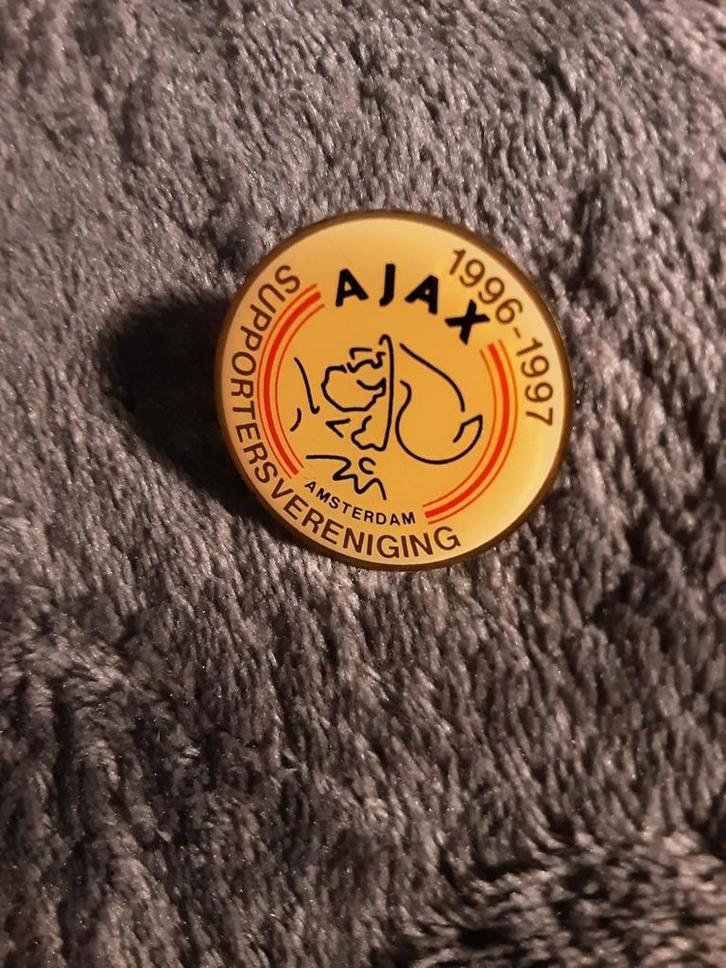 AJAX
1996-1997
SUPPORTERSVERENIGING
AMSTERDAM